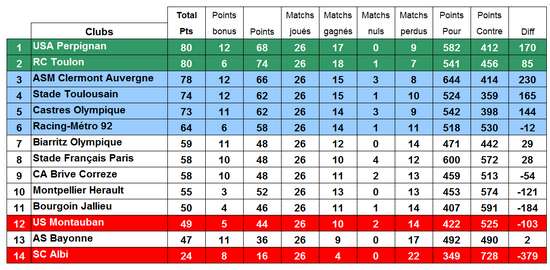 Total Points Matchs Matchs Matchs Matchs Points Points
Clubs Pts bonus Points joués gagnés nuls perdus Pour Contre Diff
1 USA Perpignan 80 12 68 26 17 0 9 582 412 170
2 RC Toulon 80 6 74 26 18 1 7 541 456 85
3 ASM Clermont Auvergne 78 12 66 26 15 3 8 644 414 230
4 Stade Toulousain 74 12 62 26 15 1 10 524 359 165
5 Castres Olympique 73 11 62 26 14 3 9 542 398 144
6 Racing-Métro 92 64 6 58 26 14 1 11 518 530 -12
7 Biarritz Olympique 59 11 48 26 12 0 14 471 442 29
8 Stade Français Paris 58 10 48 26 10 4 12 600 572 28
9 CA Brive Correze 58 10 48 26 11 2 13 459 513 -54
10 Montpellier Herault 55 3 52 26 13 0 13 453 574 -121
11 Bourgoin Jallieu 50 4 46 26 11 1 14 407 591 -184
12 US Montauban 49 5 44 26 10 2 14 422 525 -103
13 AS Bayonne 47 11 36 26 9 0 17 492 490 2
14 SC Albi 24 8 16 26 4 0 22 349 728 -379